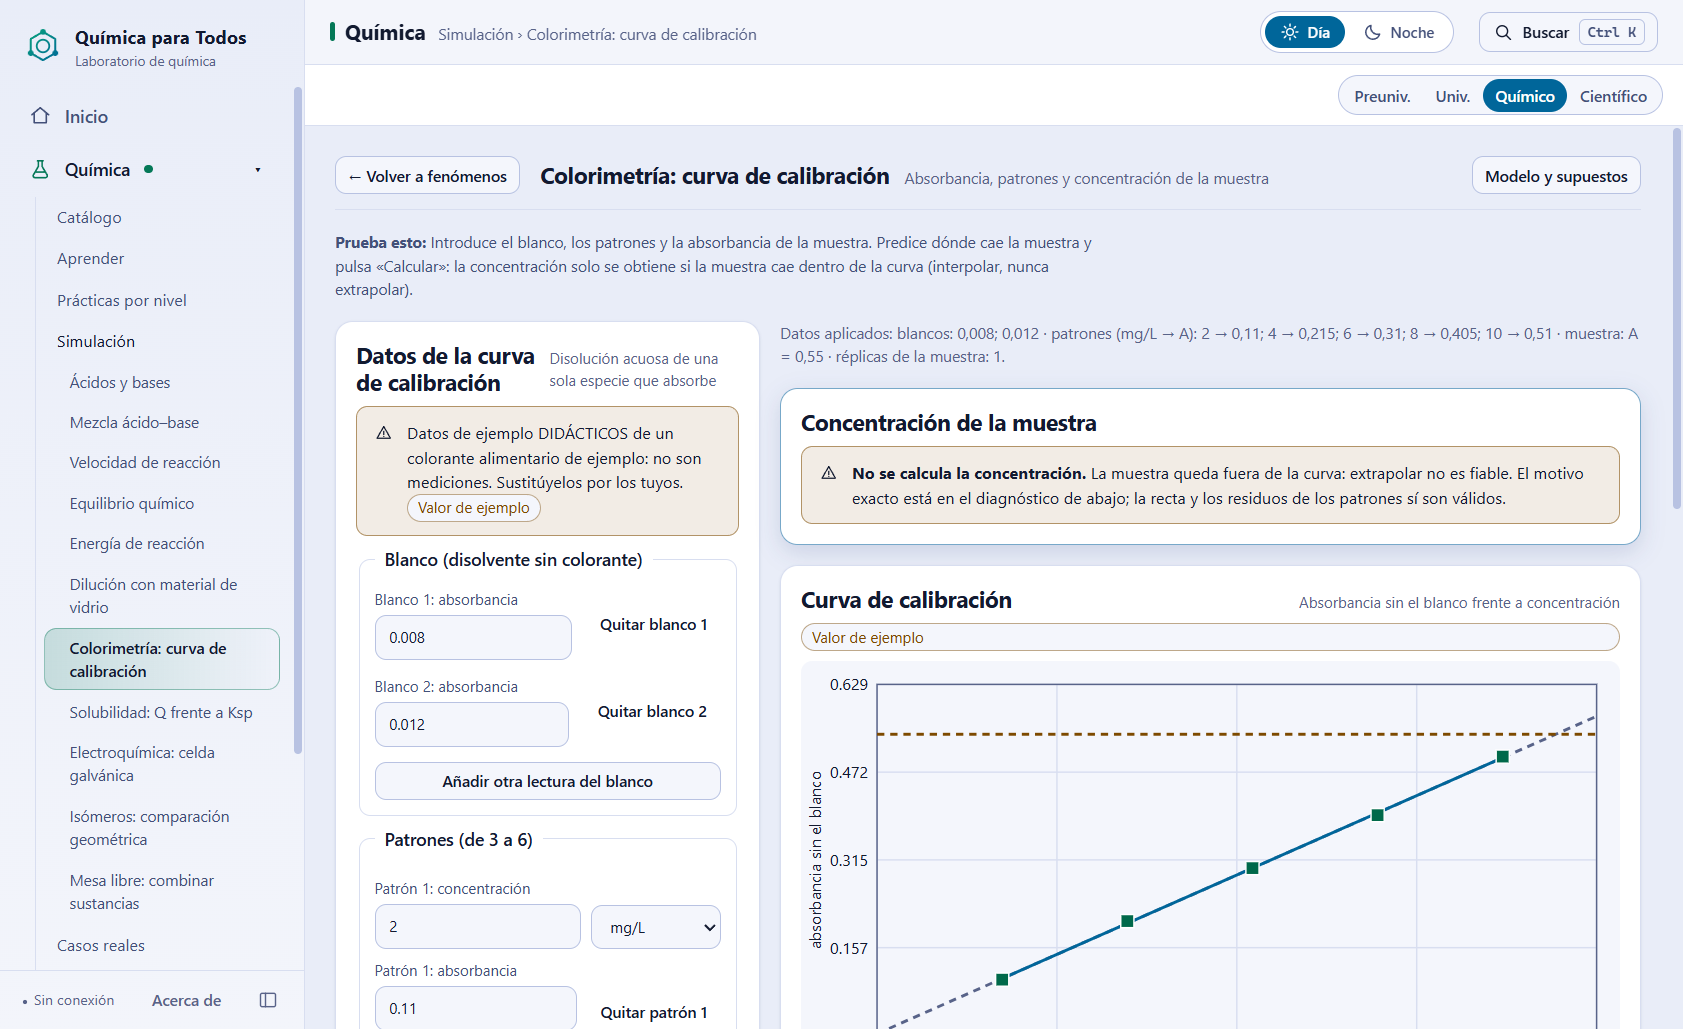 Química para Todos
Laboratorio de química
Inicio
Química
Catálogo
Aprender
Prácticas por nivel
Simulación
Ácidos y bases
Mezcla ácido–base
Velocidad de reacción
Equilibrio químico
Energía de reacción
Dilución con material de
vidrio
Colorimetría: curva de
calibración
Solubilidad: Q frente a Ksp
Electroquímica: celda
galvánica
Isómeros: comparación
geométrica
Mesa libre: combinar
sustancias
Casos reales
Sin conexión
Acerca de
Química Simulación › Colorimetría: curva de calibración
Día
Noche
Buscar Ctrl K
Preuniv. Univ. Químico Científico
← Volver a fenómenos
Colorimetría: curva de calibración Absorbancia, patrones y concentración de la muestra
Modelo y supuestos
Prueba esto: Introduce el blanco, los patrones y la absorbancia de la muestra. Predice dónde cae la muestra y
pulsa «Calcular»: la concentración solo se obtiene si la muestra cae dentro de la curva (interpolar, nunca
extrapolar).
Datos de la curva
de calibración
Disolución acuosa de una
sola especie que absorbe
⚠ Datos de ejemplo DIDÁCTICOS de un
colorante alimentario de ejemplo: no son
mediciones. Sustitúyelos por los tuyos.
Valor de ejemplo
Blanco (disolvente sin colorante)
Blanco 1: absorbancia
0.008
Quitar blanco 1
Blanco 2: absorbancia
0.012
Quitar blanco 2
Añadir otra lectura del blanco
Patrones (de 3 a 6)
Patrón 1: concentración
2 mg/L
Patrón 1: absorbancia
0.11
Quitar patrón 1
Datos aplicados: blancos: 0,008; 0,012 · patrones (mg/L → A): 2 → 0,11; 4 → 0,215; 6 → 0,31; 8 → 0,405; 10 → 0,51 · muestra: A
= 0,55 · réplicas de la muestra: 1.
Concentración de la muestra
⚠ No se calcula la concentración. La muestra queda fuera de la curva: extrapolar no es fiable. El motivo
exacto está en el diagnóstico de abajo; la recta y los residuos de los patrones sí son válidos.
Curva de calibración
Absorbancia sin el blanco frente a concentración
Valor de ejemplo
0.629
0.472
0.315
0.157
absorbancia sin el blanco